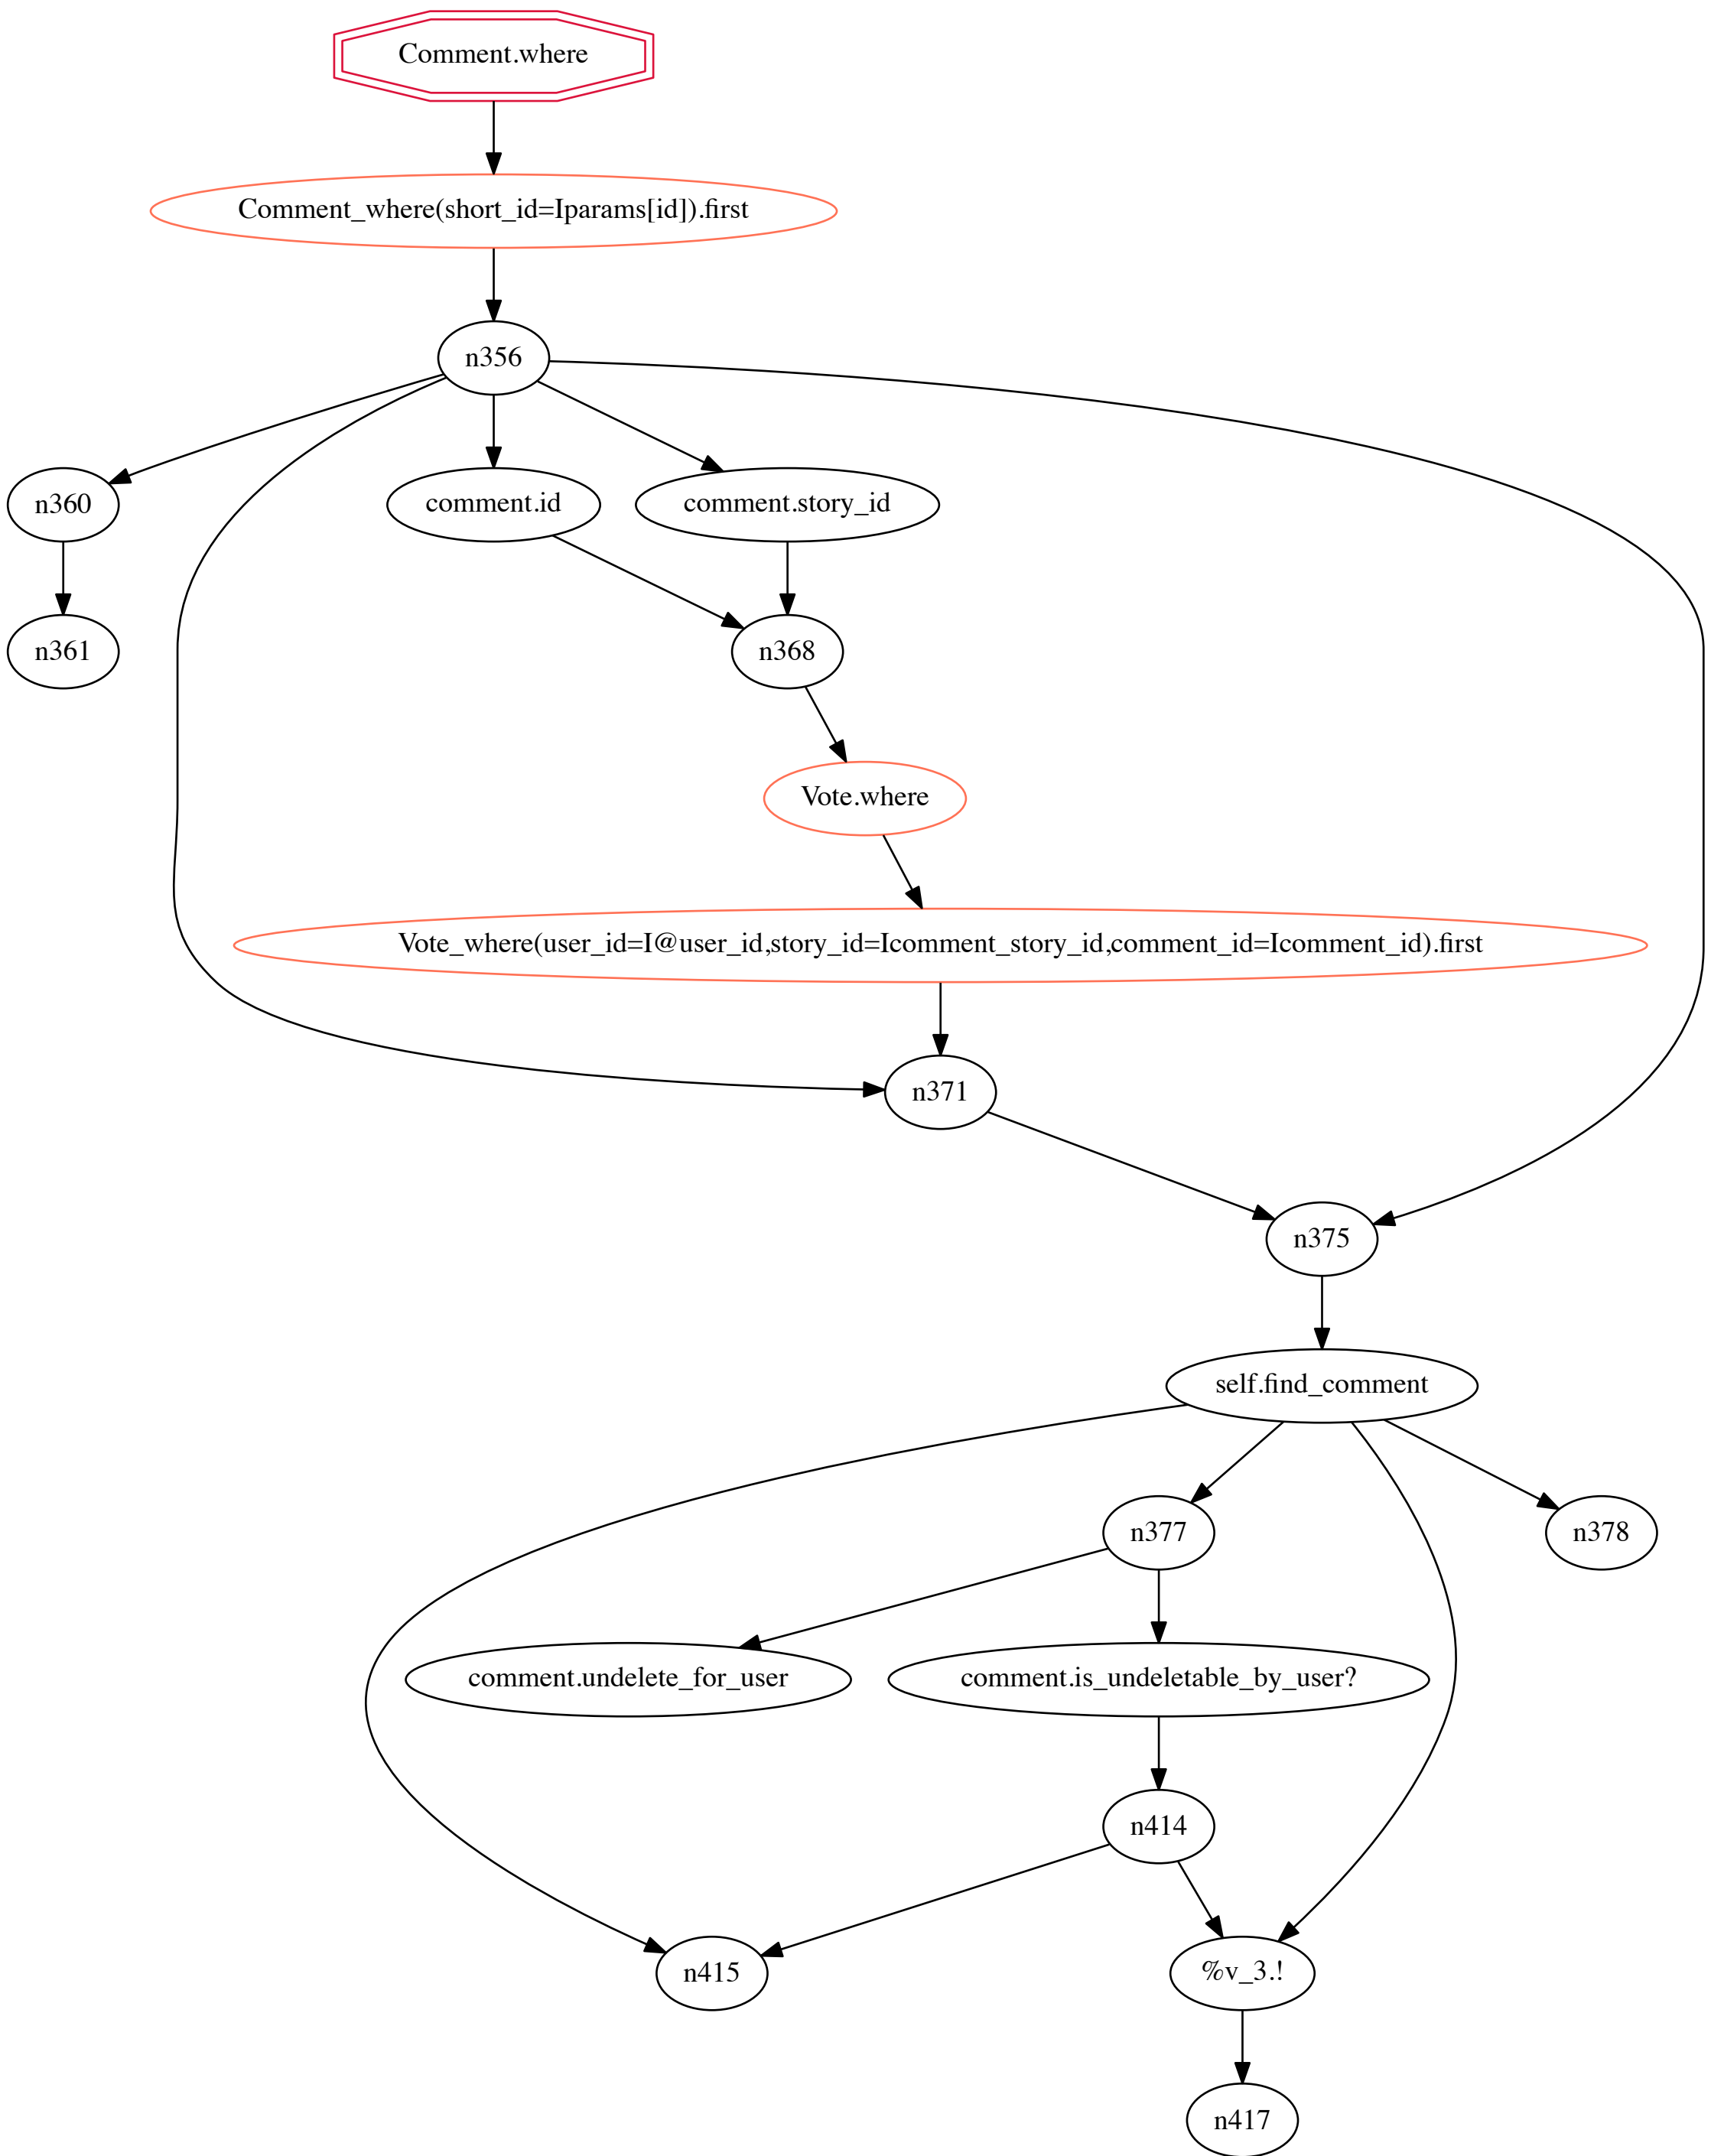 Comment.where
Comment_where(short_id=Iparams[id]).first
n356
n360
comment.id
comment.story_id
n361
n368
Vote.where
Vote_where(user_id=I@user_id,story_id=Icomment_story_id,comment_id=Icomment_id).first
n371
n375
self.find_comment
n377
n378
comment.undelete_for_user
comment.is_undeletable_by_user?
n414
n415
%v_3.!
n417